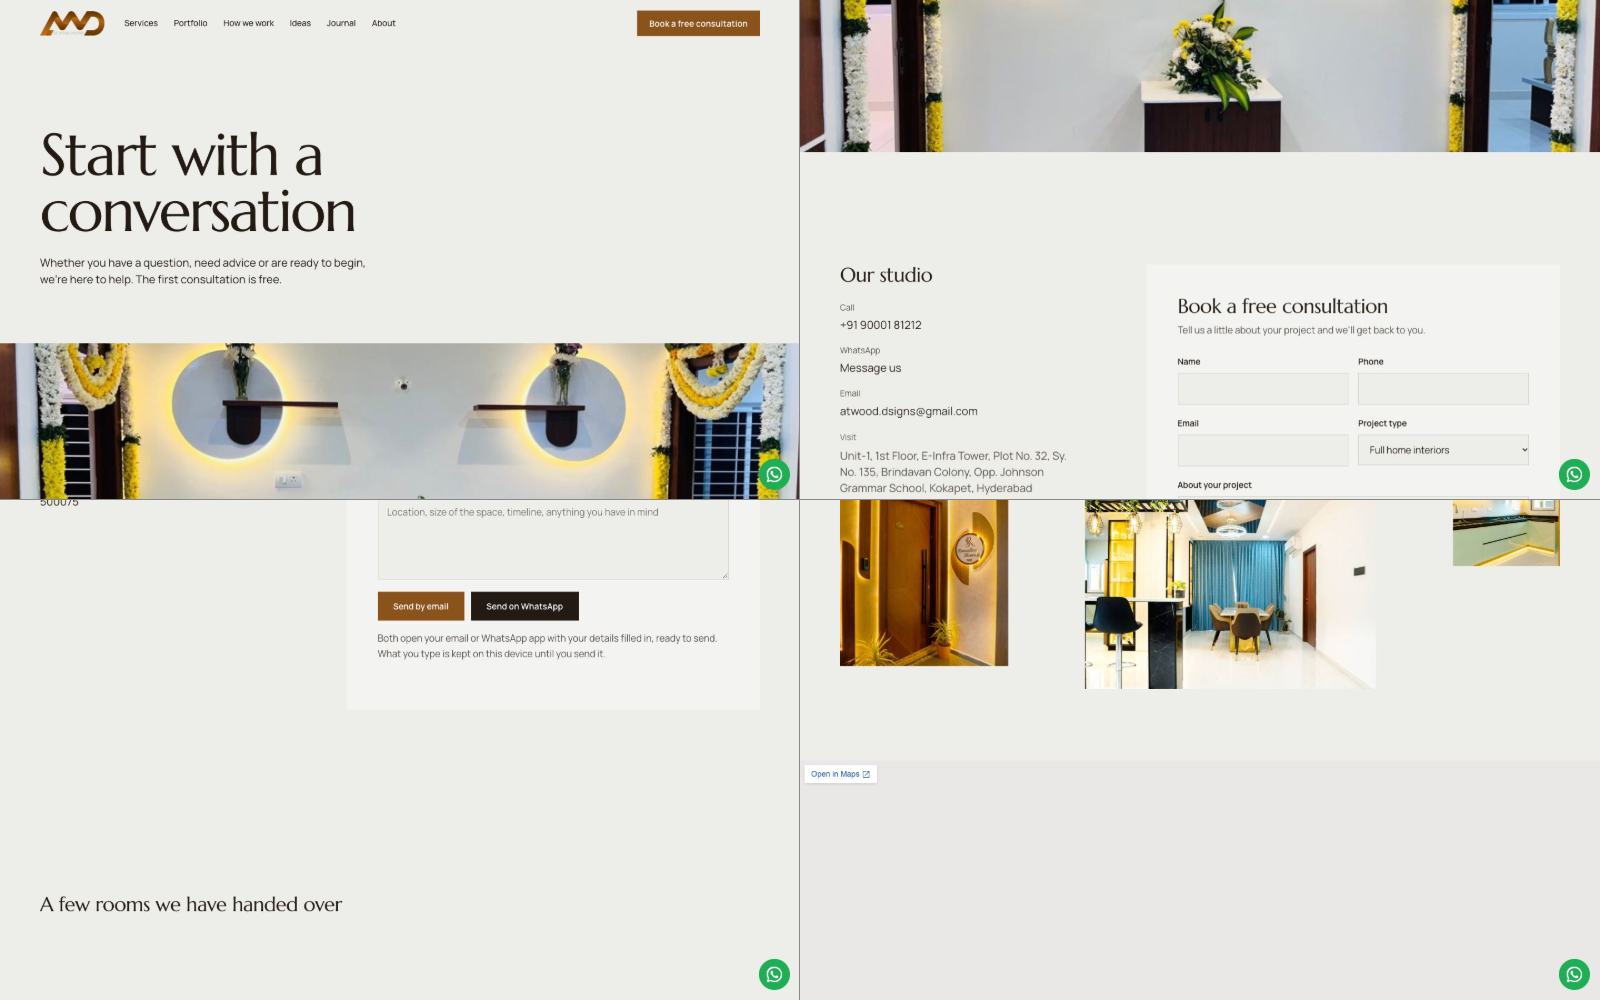 Services Portfolio How we work Ideas Journal About
Book a free consultation
Start with a
conversation
Whether you have a question, need advice or are ready to begin,
we're here to help. The first consultation is free.
Our studio
Call
+91 90001 81212
WhatsApp
Message us
Email
atwood.dsigns@gmail.com
Visit
Unit-1, 1st Floor, E-Infra Tower, Plot No. 32, Sy.
No. 135, Brindavan Colony, Opp. Johnson
Grammar School, Kokapet, Hyderabad
Book a free consultation
Tell us a little about your project and we'll get back to you.
Name Phone
Email Project type
Full home interiors
About your project
500075
Location, size of the space, timeline, anything you have in mind
Send by email Send on WhatsApp
Both open your email or WhatsApp app with your details filled in, ready to send.
What you type is kept on this device until you send it.
A few rooms we have handed over
Open in Maps